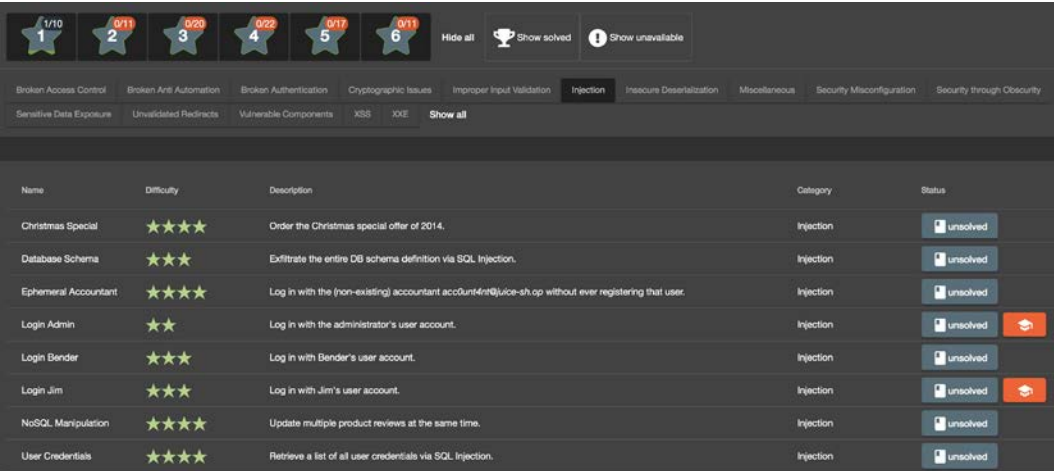 1/10 0/11 0/20 0/22 0/17 0/11
1 2 3 4 5 6 Hide all Show solved Show unavailable
Broken Access Control Broken Anti Automation Broken Authentication Cryptographic Issues Improper Input Validation Injection Insecure Deserialization Miscellaneous Security Misconfiguration Security through Obscurity
Sensitive Data Exposure Unvalidated Redirects Vulnerable Components XSS XXE Show all
Name Difficulty Description Category Status
Christmas Special Order the Christmas special offer of 2014. Injection unsolved
Database Schema Exfiltrate the entire DB schema definition via SQL Injection. Injection unsolved
Ephemeral Accountant Log in with the (non-existing) accountant acc0unt4nt@juice-sh.op without ever registering that user. Injection unsolved
Login Admin Log in with the administrator's user account. Injection unsolved
Login Bender Log in with Bender's user account. Injection unsolved
Login Jim Log in with Jim's user account. Injection unsolved
NoSQL Manipulation Update multiple product reviews at the same time. Injection unsolved
User Credentials Retrieve a list of all user credentials via SQL Injection. Injection unsolved